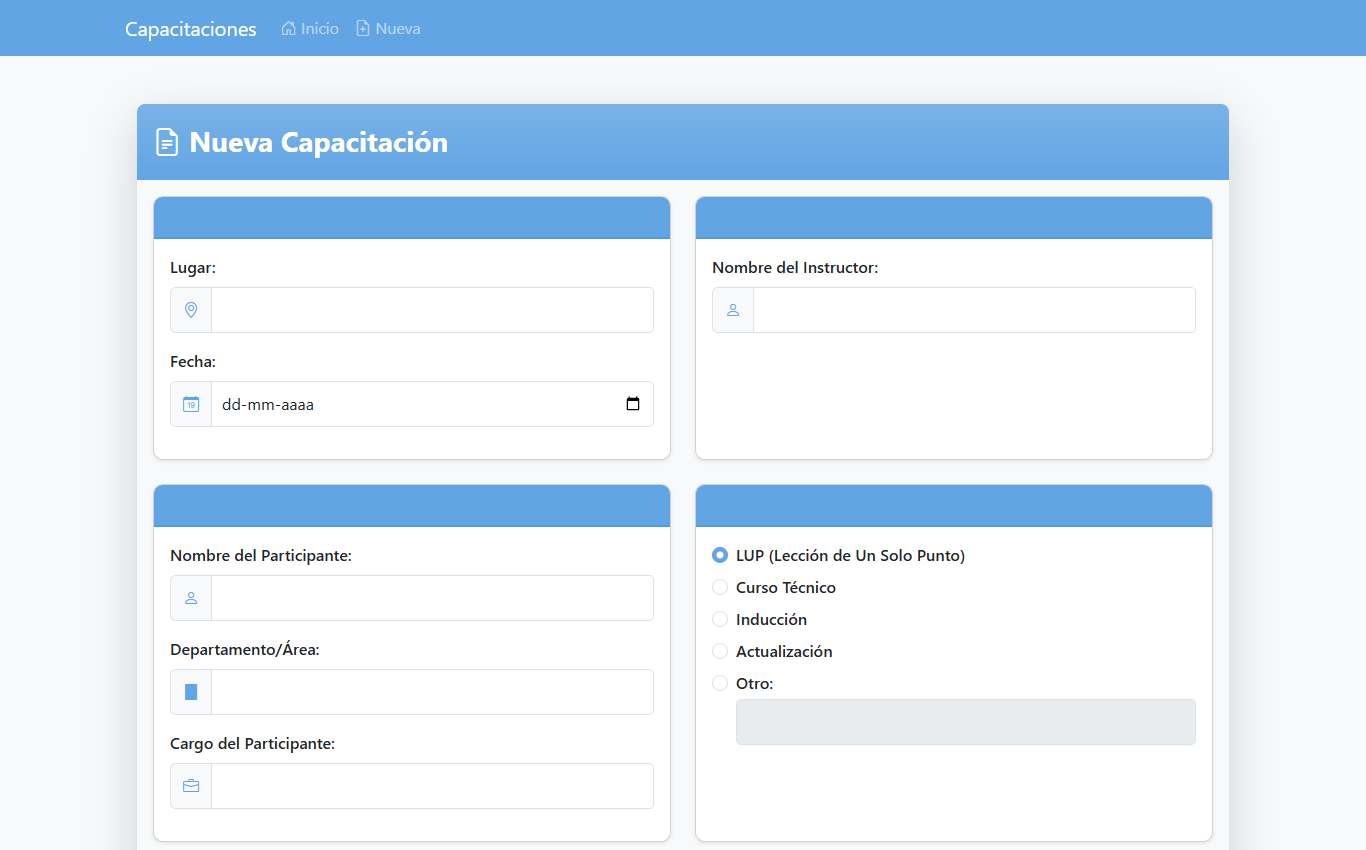 Capacitaciones Inicio Nueva
Nueva Capacitación
Lugar:
Fecha:
19 dd-mm-aaaa
Nombre del Instructor:
Nombre del Participante:
Departamento/Área:
Cargo del Participante:
LUP (Lección de Un Solo Punto)
Curso Técnico
Inducción
Actualización
Otro: